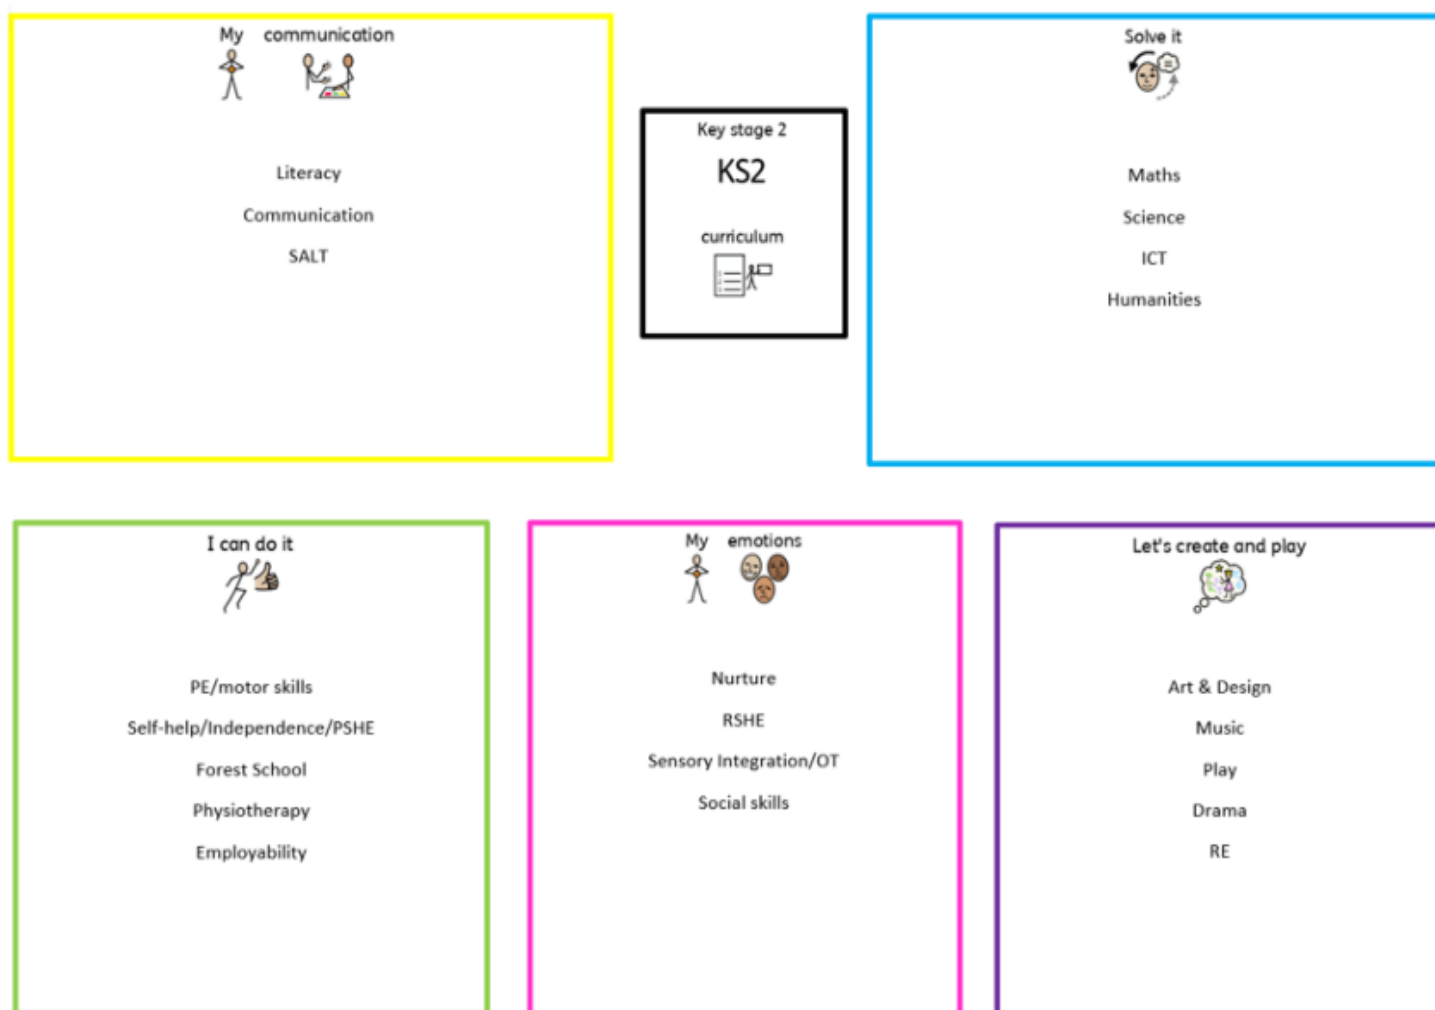 My communication
Literacy
Communication
SALT
Key stage 2
KS2
curriculum
Solve it
Maths
Science
ICT
Humanities
I can do it
PE/motor skills
Self-help/Independence/PSHE
Forest School
Physiotherapy
Employability
My emotions
Nurture
RSHE
Sensory Integration/OT
Social skills
Let's create and play
Art & Design
Music
Play
Drama
RE